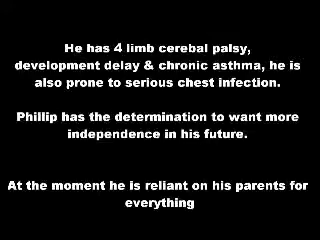 He has 4 limb cerebal palsy,
development delay & chronic asthma, he is
also prone to serious chest infection.
Phillip has the determination to want more
independence in his future.
At the moment he is reliant on his parents for
everything